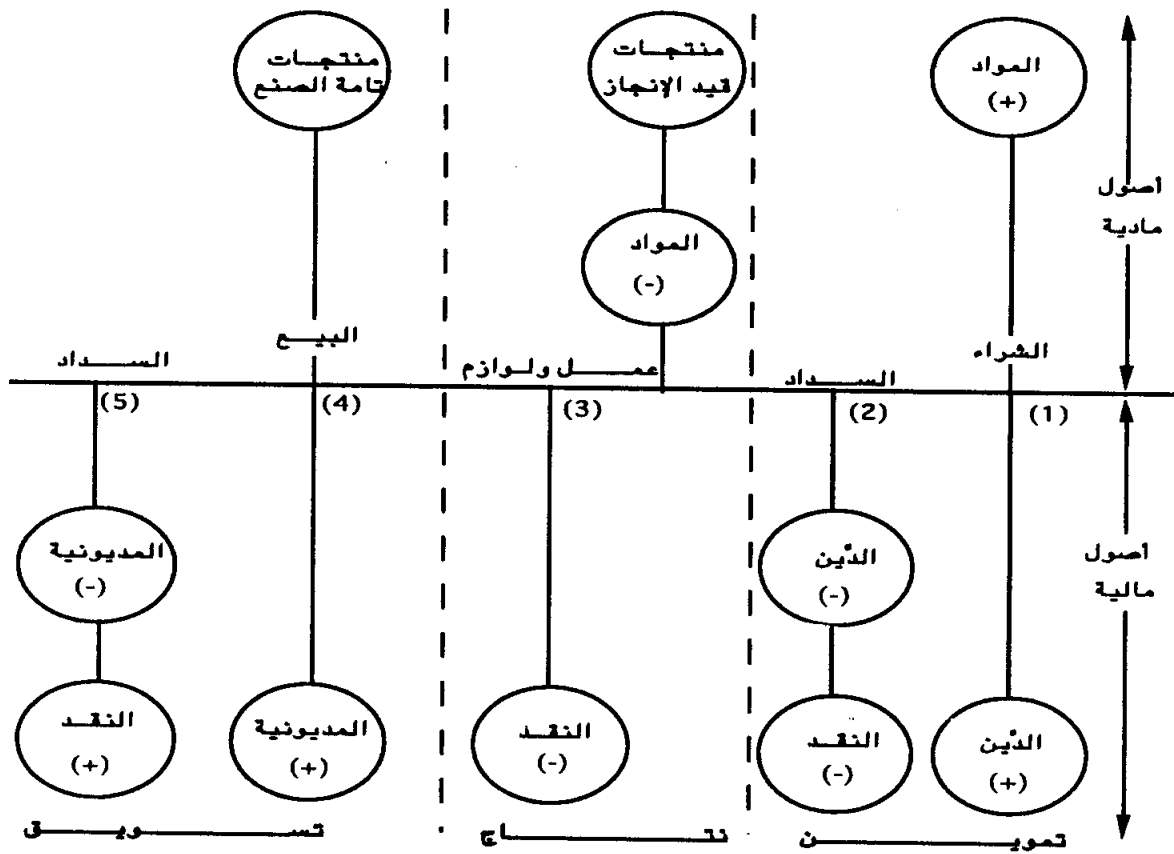 المواد
(+)
منتجات
قيد الإنجاز
منتجات
تامة الصنع
أصول
مادية
المواد
(-)
الشراء
السداد
عمل ولوازم
البيع
السداد
(1)
(2)
(3)
(4)
(5)
أصول
مالية
الدَّين
(-)
المديونية
(-)
الدَّين
(+)
النقد
(-)
النقد
(-)
المديونية
(+)
النقد
(+)
تموين
نتاج
تسويق